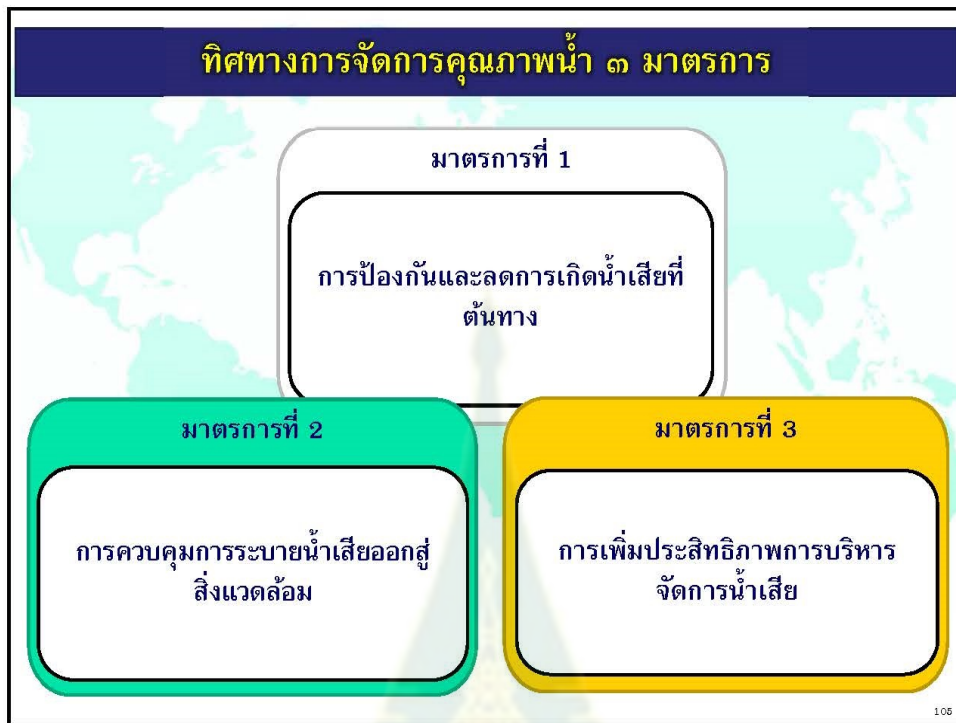 ทิศทางการจัดการคุณภาพน้ำ ๓ มาตรการ
มาตรการที่ 1
การป้องกันและลดการเกิดน้ำเสียที่
ต้นทาง
มาตรการที่ 2
การควบคุมการระบายน้ำเสียออกสู่
สิ่งแวดล้อม
มาตรการที่ 3
การเพิ่มประสิทธิภาพการบริหาร
จัดการน้ำเสีย
105